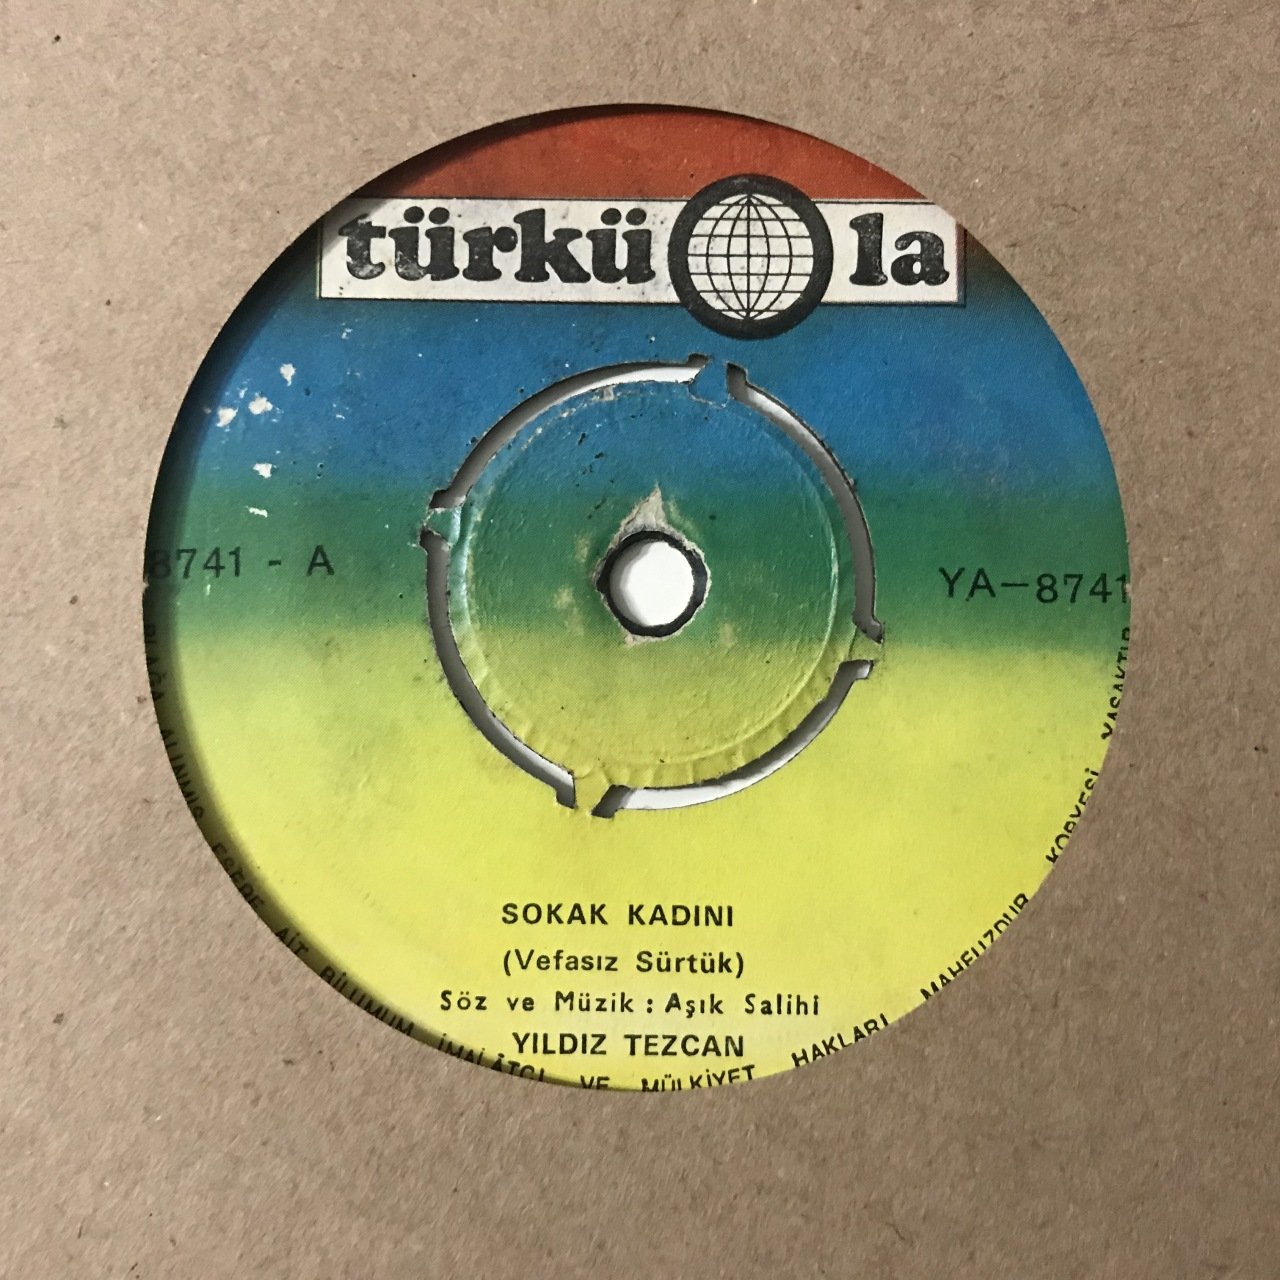 türkü la
8741 - A
YA-8741
SOKAK KADINI
(Vefasız Sürtük)
Söz ve Müzik : Aşık Salihi
YILDIZ TEZCAN
ALINMIŞ ESERE AİT BİLUMUM İMALÂTÇI VE MÜLKİYET HAKLARI MAHFUZDUR KOPYESİ YASAKTIR